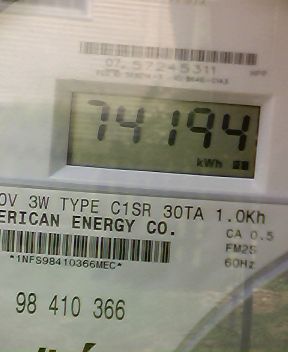 07.57245311
74194
kWh
0V 3W TYPE C1SR 30TA 1.0Kh
ERICAN ENERGY CO.
CA 0.5
FM2S
*1NFS98410366MEC*
60Hz
98 410 366